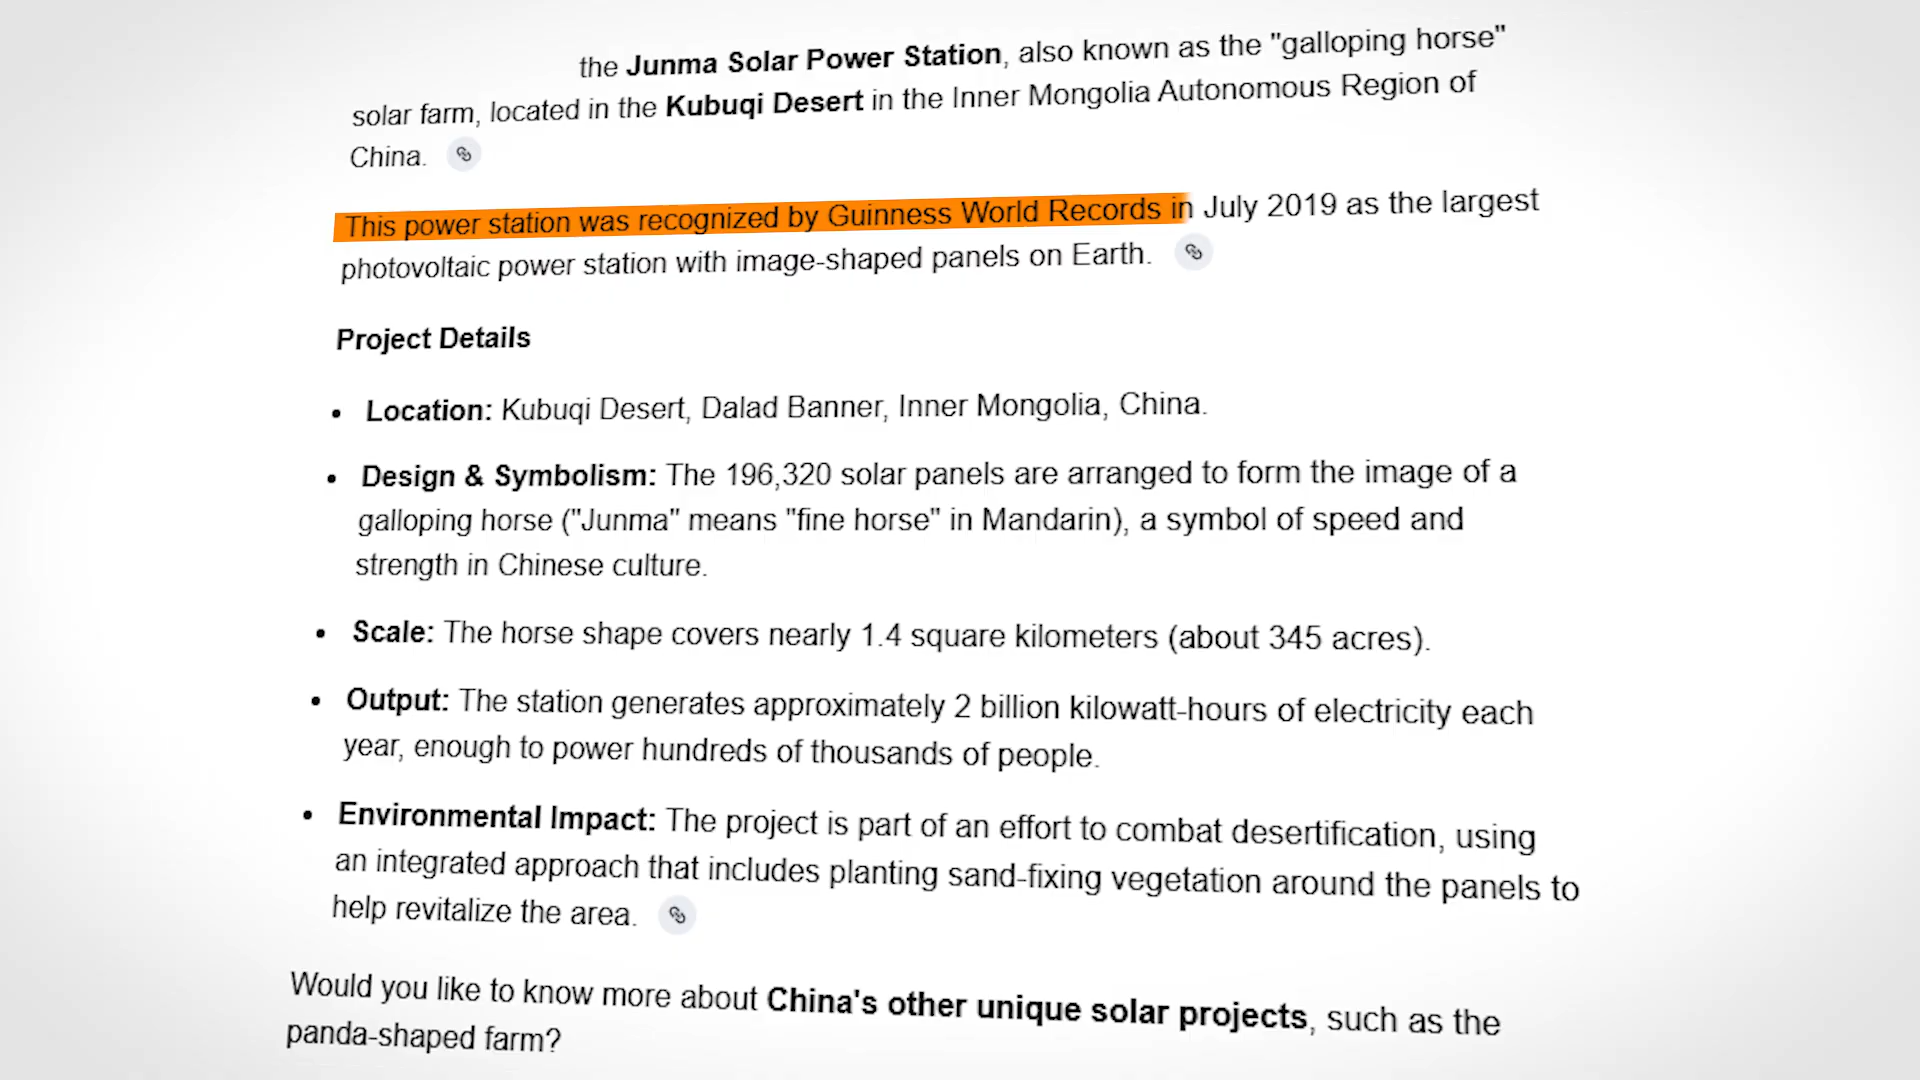 the Junma Solar Power Station, also known as the "galloping horse"
solar farm, located in the Kubuqi Desert in the Inner Mongolia Autonomous Region of
China.
This power station was recognized by Guinness World Records in July 2019 as the largest
photovoltaic power station with image-shaped panels on Earth.
Project Details
• Location: Kubuqi Desert, Dalad Banner, Inner Mongolia, China.
• Design & Symbolism: The 196,320 solar panels are arranged to form the image of a
galloping horse ("Junma" means "fine horse" in Mandarin), a symbol of speed and
strength in Chinese culture.
• Scale: The horse shape covers nearly 1.4 square kilometers (about 345 acres).
• Output: The station generates approximately 2 billion kilowatt-hours of electricity each
year, enough to power hundreds of thousands of people.
• Environmental Impact: The project is part of an effort to combat desertification, using
an integrated approach that includes planting sand-fixing vegetation around the panels to
help revitalize the area.
Would you like to know more about China's other unique solar projects, such as the
panda-shaped farm?